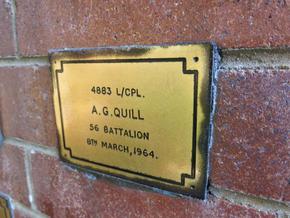 4883 L/CPL.
A.G.QUILL
56 BATTALION
8TH MARCH, 1964.